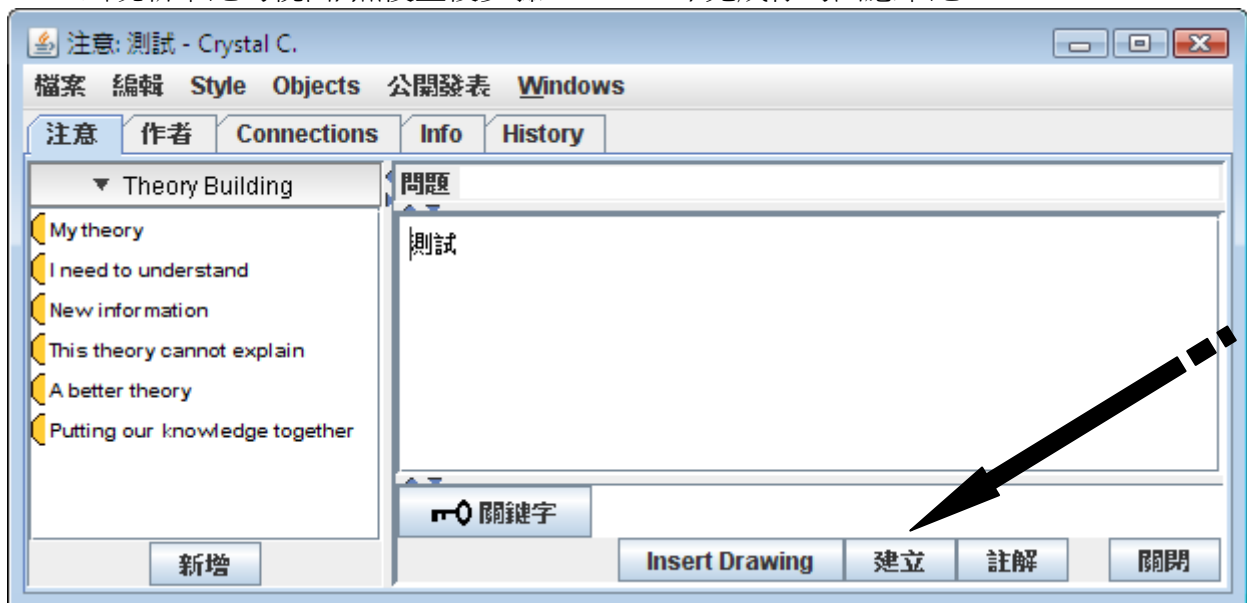 注意: 測試 - Crystal C.
檔案 編輯 Style Objects 公開發表 Windows
注意 作者 Connections Info History
Theory Building
My theory
I need to understand
New information
This theory cannot explain
A better theory
Putting our knowledge together
新增
問題
測試
關鍵字
Insert Drawing 建立 註解 關閉